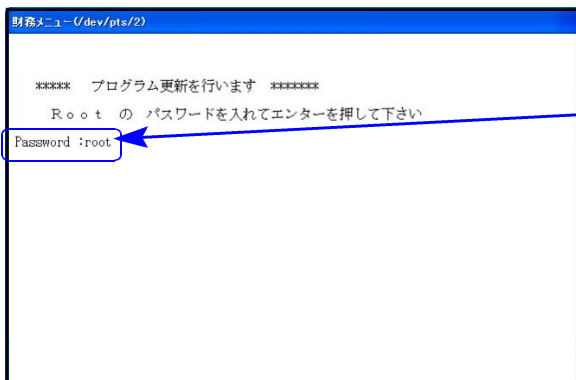 財務メニュー(/dev/pts/2)
***** プログラム更新を行います *******
Ｒｏｏｔ の パスワードを入れてエンターを押して下さい
Password :root